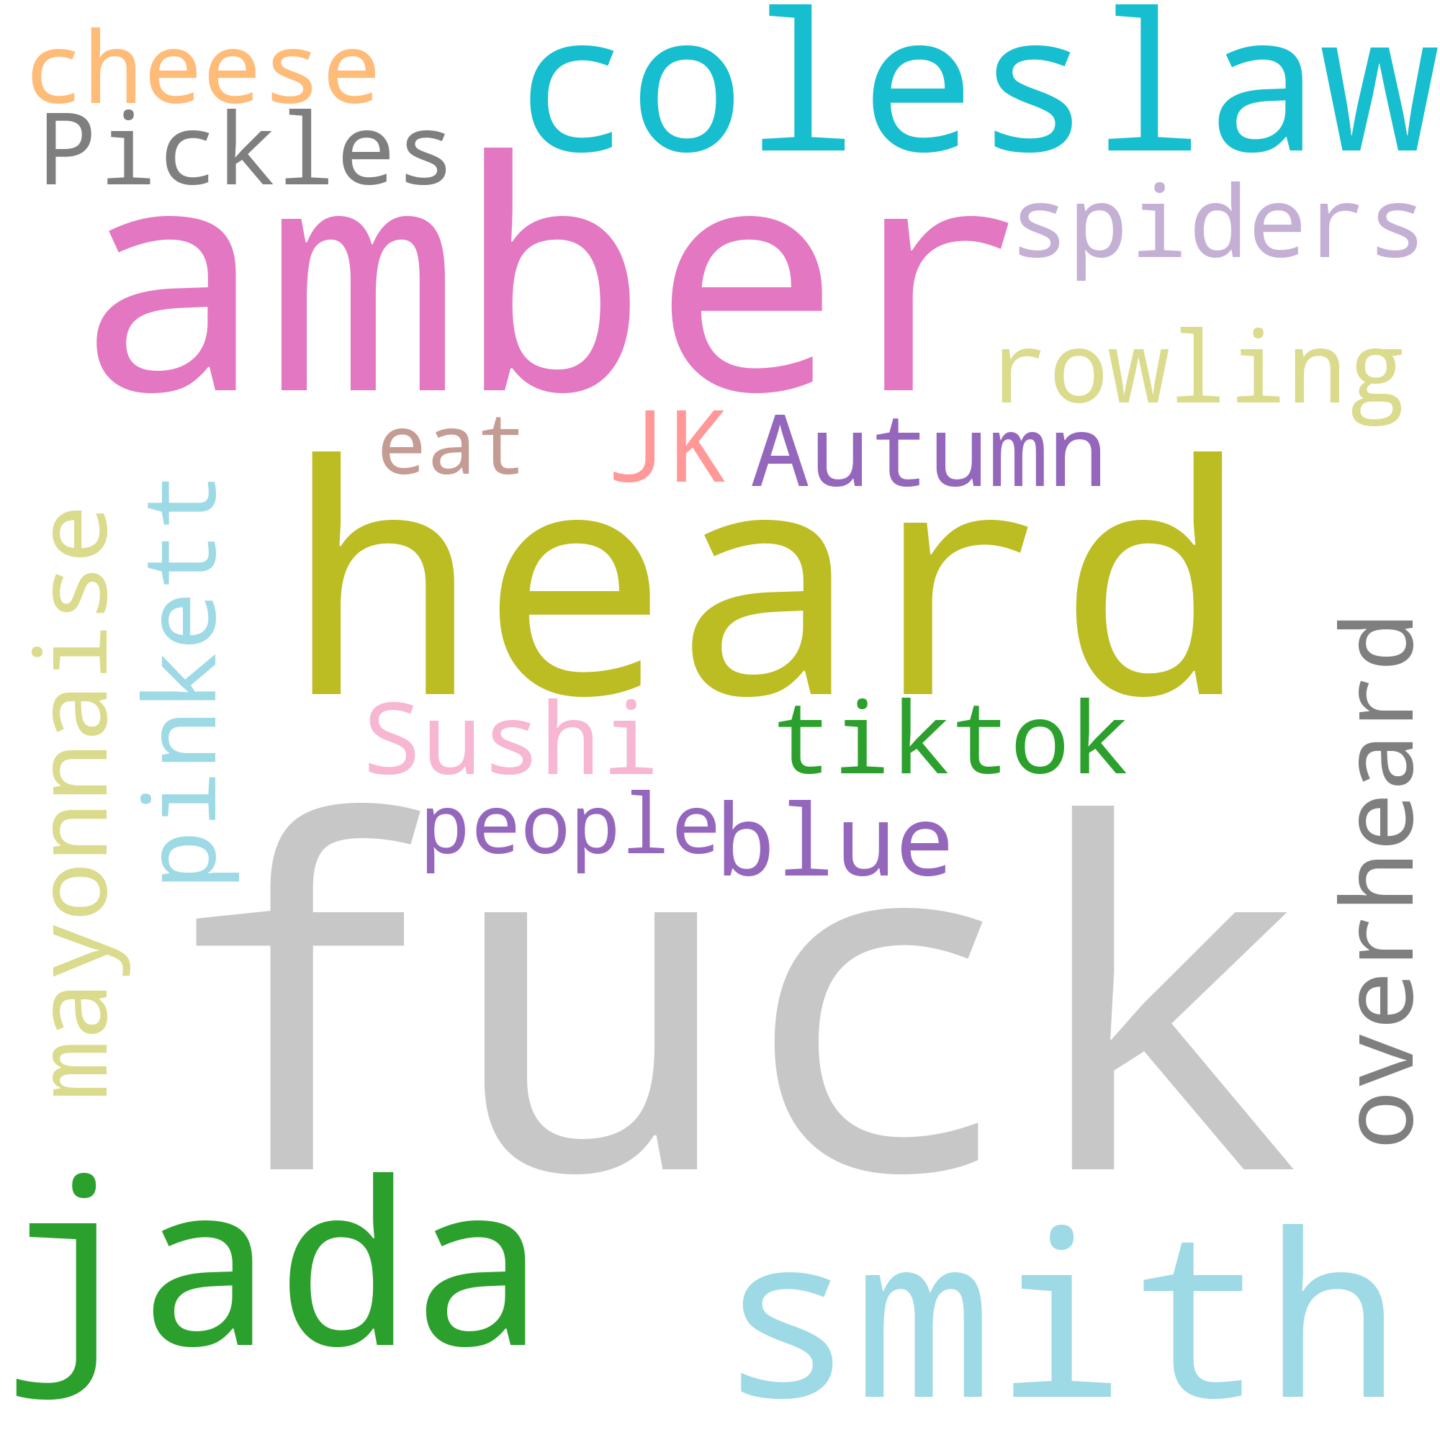 cheese
coleslaw
Pickles
amber
spiders
rowling
eat
JK
Autumn
heard
mayonnaise
pinkett
overheard
Sushi
tiktok
people
blue
fuck
jada
smith